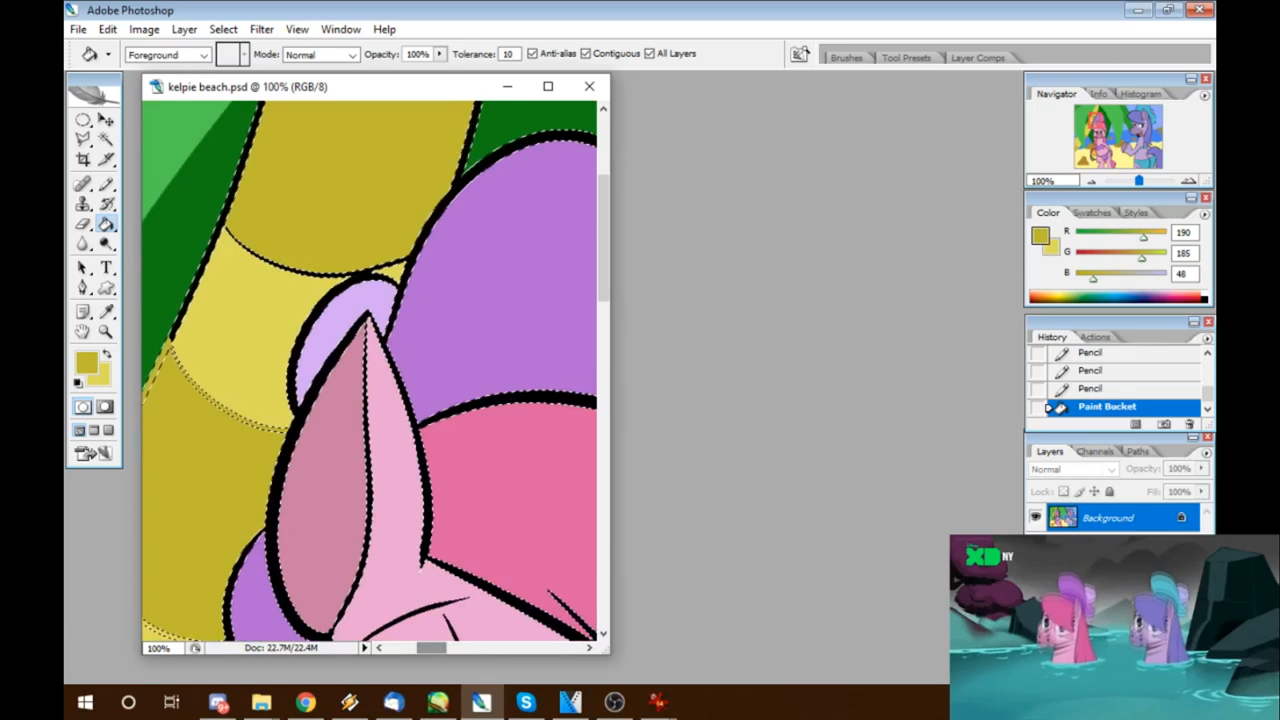 Adobe Photoshop
File Edit Image Layer Select Filter View Window Help
Foreground Mode: Normal Opacity: 100% Tolerance: 10 Anti-alias Contiguous All Layers
Brushes Tool Presets Layer Comps
kelpie beach.psd @ 100% (RGB/8)
Navigator Info Histogram
100%
Color Swatches Styles
R 190
G 185
B 48
History Actions
Pencil
Pencil
Pencil
Paint Bucket
Layers Channels Paths
Normal Opacity: 100%
Lock: Fill: 100%
Background
XD NY
100% Doc: 22.7M/22.4M